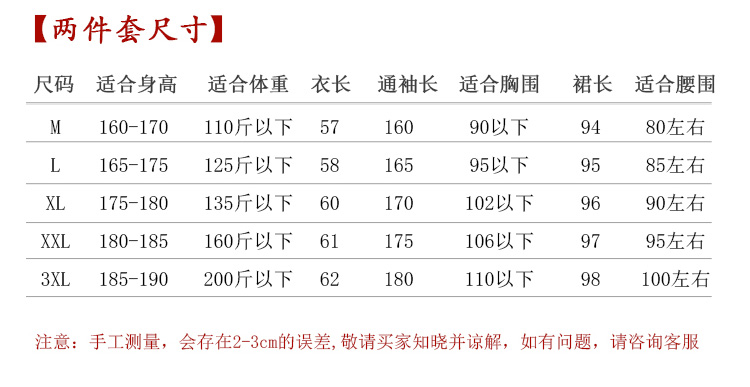 【两件套尺寸】
尺码 适合身高 适合体重 衣长 通袖长 适合胸围 裙长 适合腰围
M 160-170 110斤以下 57 160 90以下 94 80左右
L 165-175 125斤以下 58 165 95以下 95 85左右
XL 175-180 135斤以下 60 170 102以下 96 90左右
XXL 180-185 160斤以下 61 175 106以下 97 95左右
3XL 185-190 200斤以下 62 180 110以下 98 100左右
注意：手工测量，会存在2-3cm的误差,敬请买家知晓并谅解，如有问题，请咨询客服